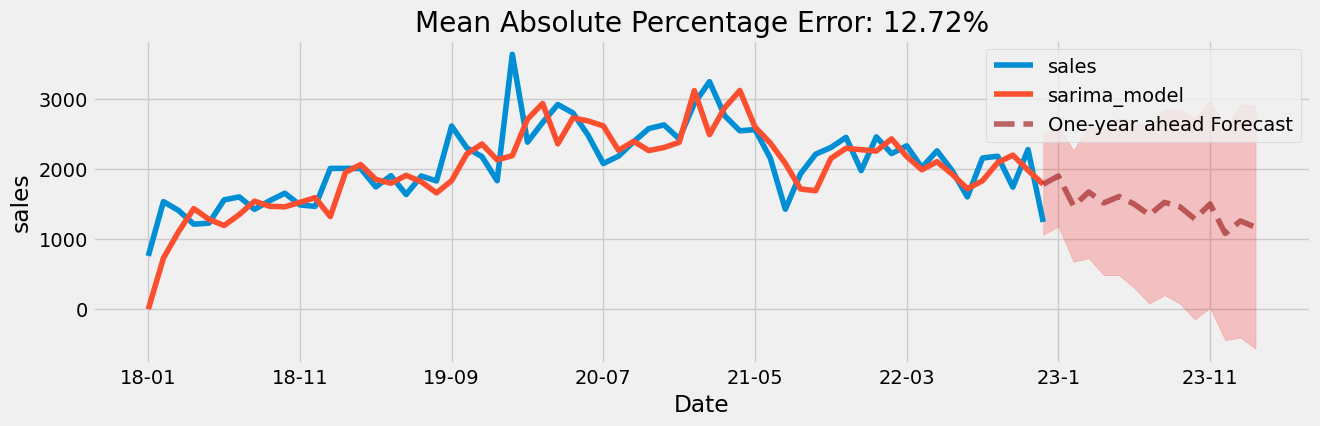 Mean Absolute Percentage Error: 12.72%
sales
sarima_model
One-year ahead Forecast
3000
2000
1000
0
sales
18-01 18-11 19-09 20-07 21-05 22-03 23-1 23-11
Date